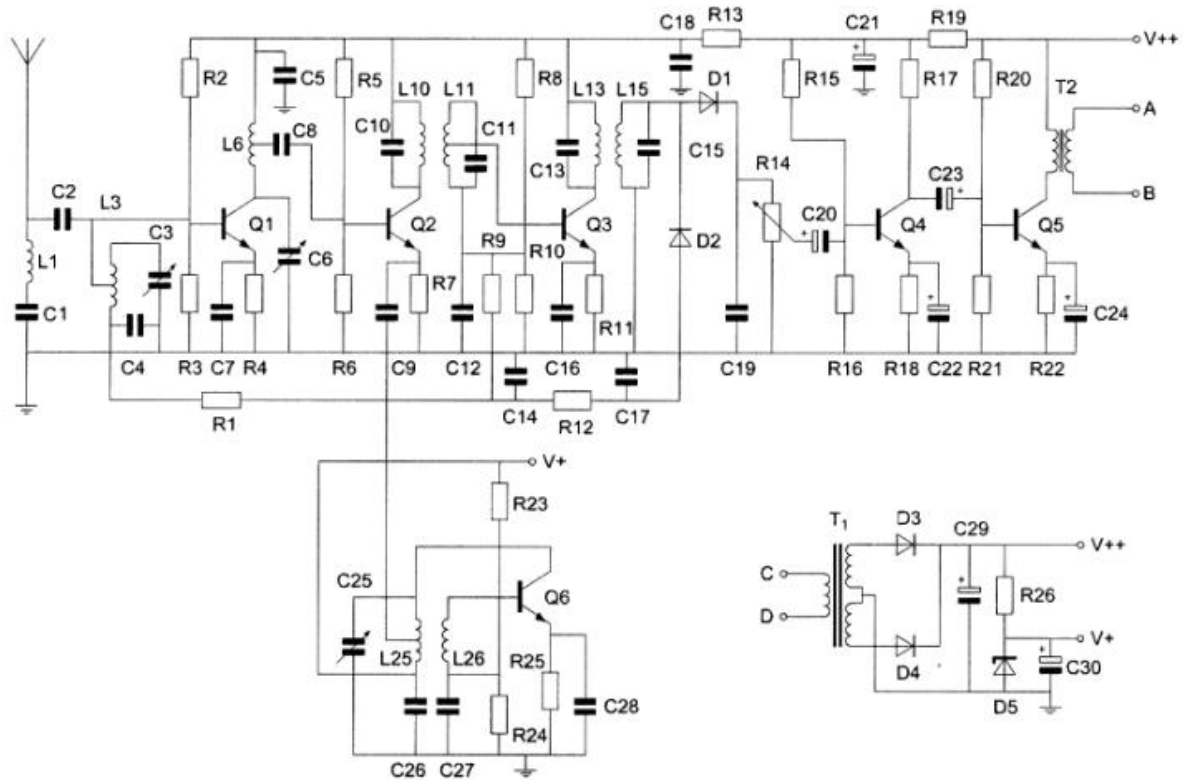 C18 R13 C21 R19 V++
R2 C5 R5 L10 L11 R8 L13 L15 D1 R15 R17 R20 T2
L6 C8 C10 C11 C13 C15 R14 A
C2 L3 C3 Q1 Q2 Q3 D2 C20 Q4 C23 Q5 B
L1 C6 R9 R10
C1 R7 R11 C24
C4 R3 C7 R4 R6 C9 C12 C16 C19 R16 R18 C22 R21 R22
R1 C14 R12 C17
V+
R23
T1 D3 C29 V++
C25 Q6 C R26
D V+
L25 L26 R25 D4 C30
R24 C28 D5
C26 C27